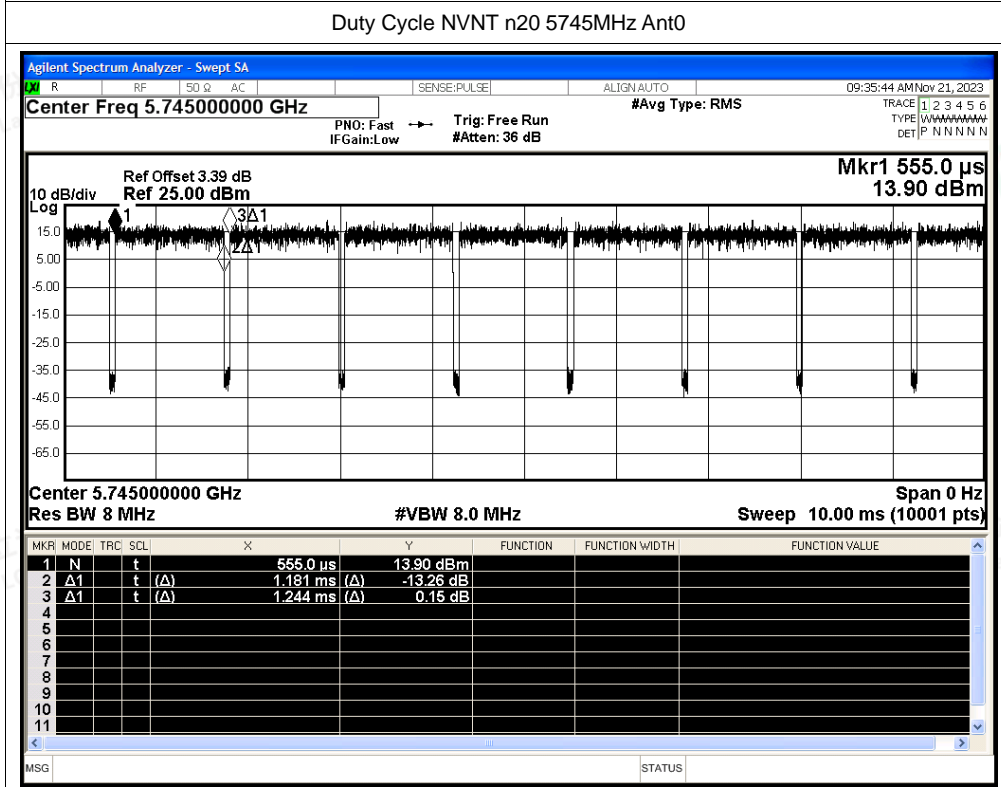 Duty Cycle NVNT n20 5745MHz Ant0
Agilent Spectrum Analyzer - Swept SA
LXI R RF 50 Ω AC SENSE:PULSE ALIGN AUTO 09:35:44 AM Nov 21, 2023
Center Freq 5.745000000 GHz #Avg Type: RMS TRACE 1 2 3 4 5 6
PNO: Fast Trig: Free Run TYPE WWWWWW
IFGain:Low #Atten: 36 dB DET P N N N N N
Mkr1 555.0 µs
Ref Offset 3.39 dB
10 dB/div Ref 25.00 dBm 13.90 dBm
Log
1 3Δ1
15.0
2Δ1
5.00
-5.00
-15.0
-25.0
-35.0
-45.0
-55.0
-65.0
Center 5.745000000 GHz Span 0 Hz
Res BW 8 MHz #VBW 8.0 MHz Sweep 10.00 ms (10001 pts)
MKR MODE TRC SCL X Y FUNCTION FUNCTION WIDTH FUNCTION VALUE
1 N t 555.0 µs 13.90 dBm
2 Δ1 t (Δ) 1.181 ms (Δ) -13.26 dB
3 Δ1 t (Δ) 1.244 ms (Δ) 0.15 dB
4
5
6
7
8
9
10
11
MSG STATUS